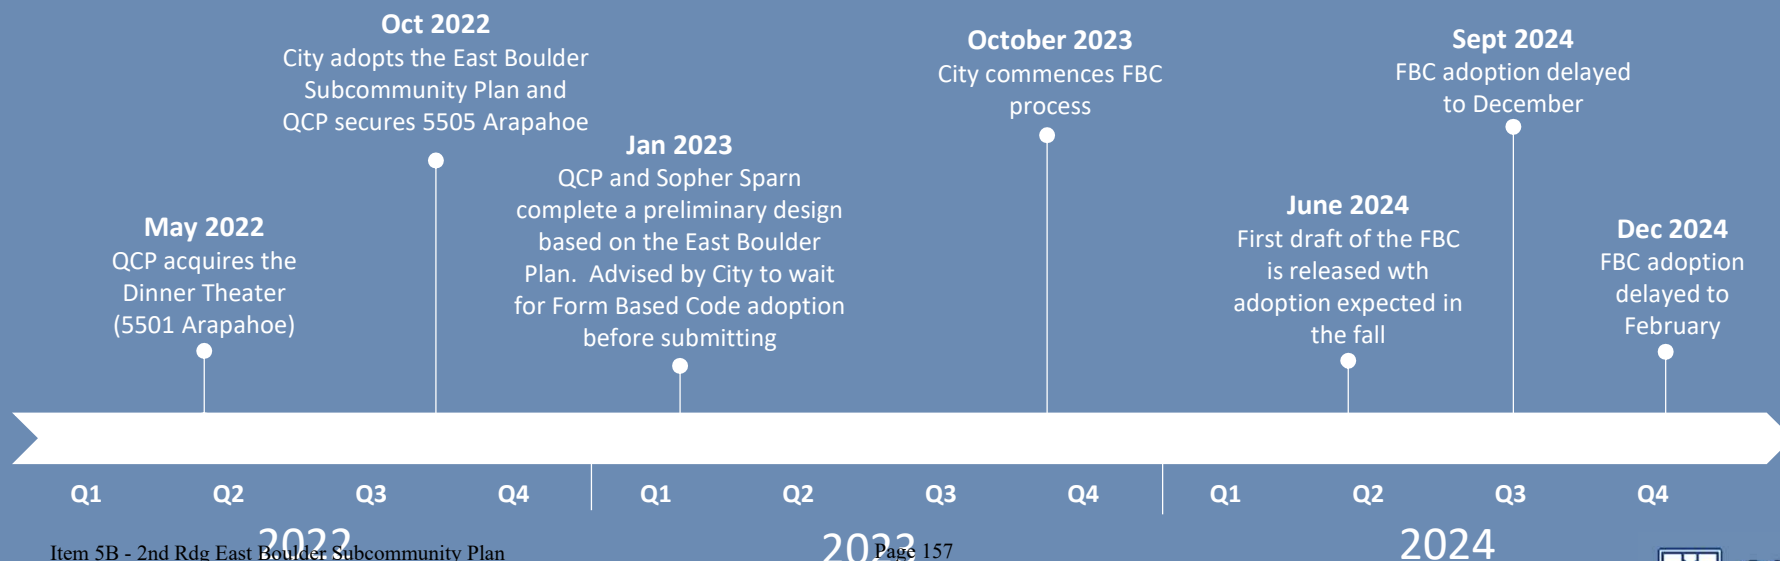 May 2022
QCP acquires the
Dinner Theater
(5501 Arapahoe)
Oct 2022
City adopts the East Boulder
Subcommunity Plan and
QCP secures 5505 Arapahoe
Jan 2023
QCP and Sopher Sparn
complete a preliminary design
based on the East Boulder
Plan.  Advised by City to wait
for Form Based Code adoption
before submitting
October 2023
City commences FBC
process
June 2024
First draft of the FBC
is released wth
adoption expected in
the fall
Sept 2024
FBC adoption delayed
to December
Dec 2024
FBC adoption
delayed to
February
Q1 Q2 Q3 Q4 Q1 Q2 Q3 Q4 Q1 Q2 Q3 Q4
2022 2023 2024
Item 5B - 2nd Rdg East Boulder Subcommunity Plan
Page 157